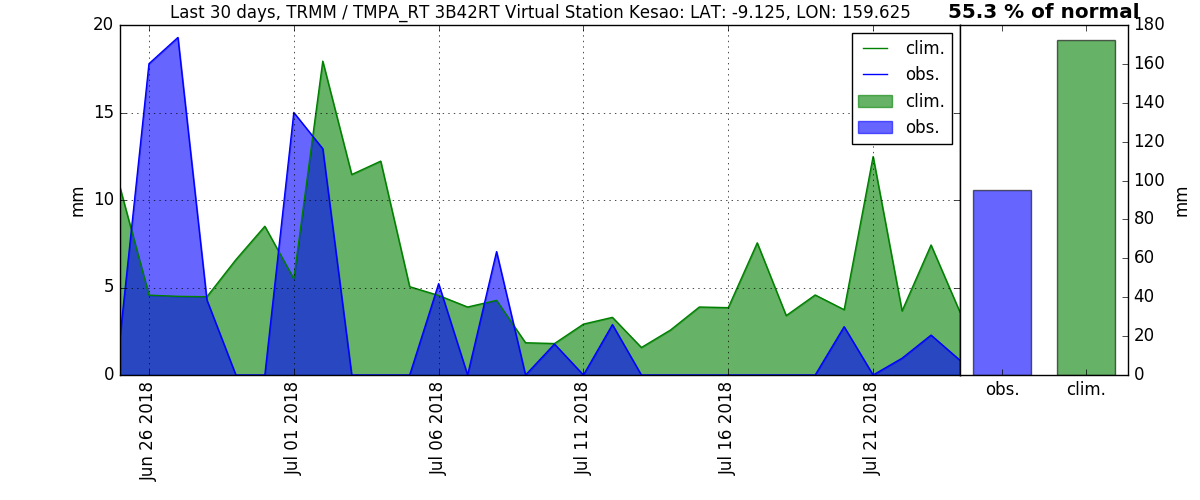 Last 30 days, TRMM / TMPA_RT 3B42RT Virtual Station Kesao: LAT: -9.125, LON: 159.625
55.3 % of normal
20
15
10
5
0
mm
clim.
obs.
clim.
obs.
Jun 26 2018
Jul 01 2018
Jul 06 2018
Jul 11 2018
Jul 16 2018
Jul 21 2018
180
160
140
120
100
80
60
40
20
0
mm
obs.
clim.